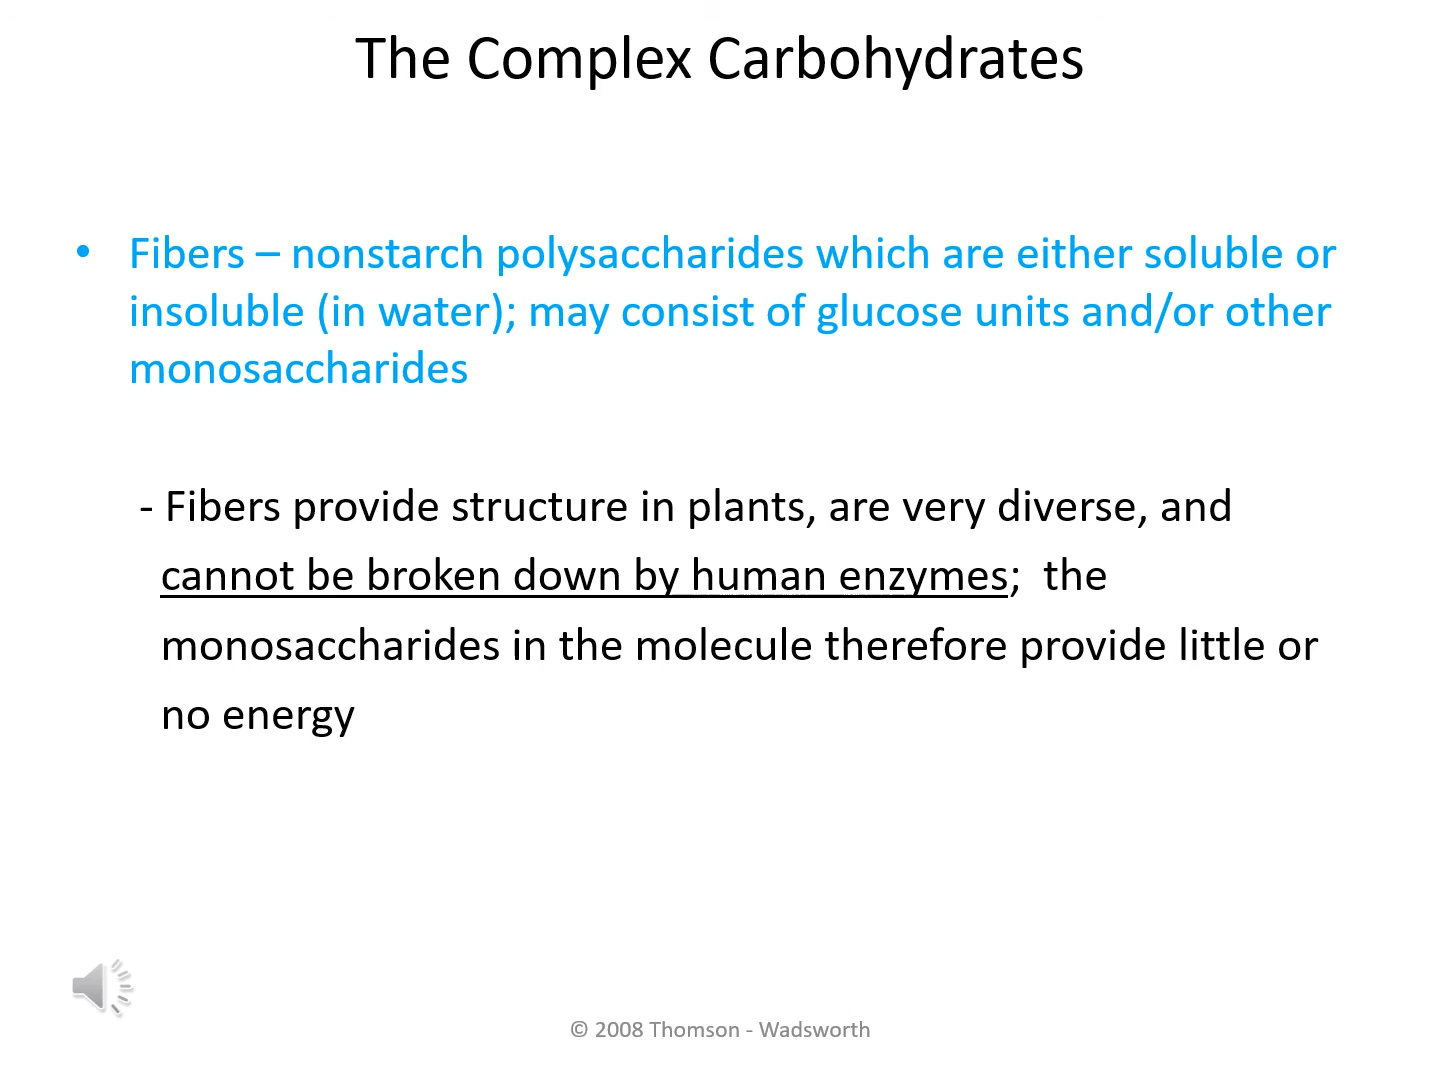 The Complex Carbohydrates
• Fibers – nonstarch polysaccharides which are either soluble or
insoluble (in water); may consist of glucose units and/or other
monosaccharides
- Fibers provide structure in plants, are very diverse, and
cannot be broken down by human enzymes;  the
monosaccharides in the molecule therefore provide little or
no energy
© 2008 Thomson - Wadsworth